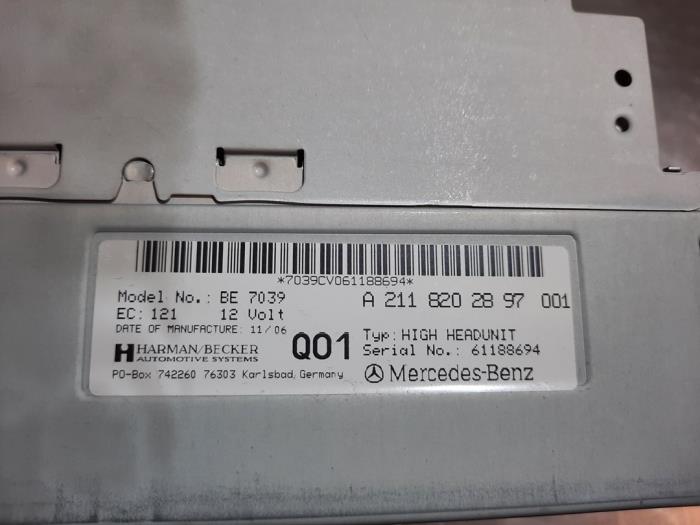 *7039CV061188694*
Model No.: BE 7039 A 211 820 28 97 001
EC: 121 12 Volt
DATE OF MANUFACTURE: 11/06 Typ: HIGH HEADUNIT
HARMAN/BECKER Q01 Serial No.: 61188694
AUTOMOTIVE SYSTEMS
PO-Box 742260 76303 Karlsbad, Germany Mercedes-Benz